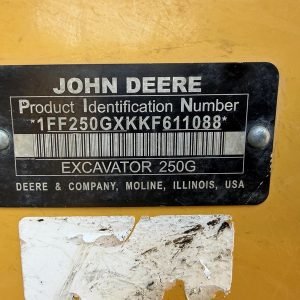 JOHN DEERE
Product Identification Number
*1FF250GXKKF611088*
EXCAVATOR 250G
DEERE & COMPANY, MOLINE, ILLINOIS, USA